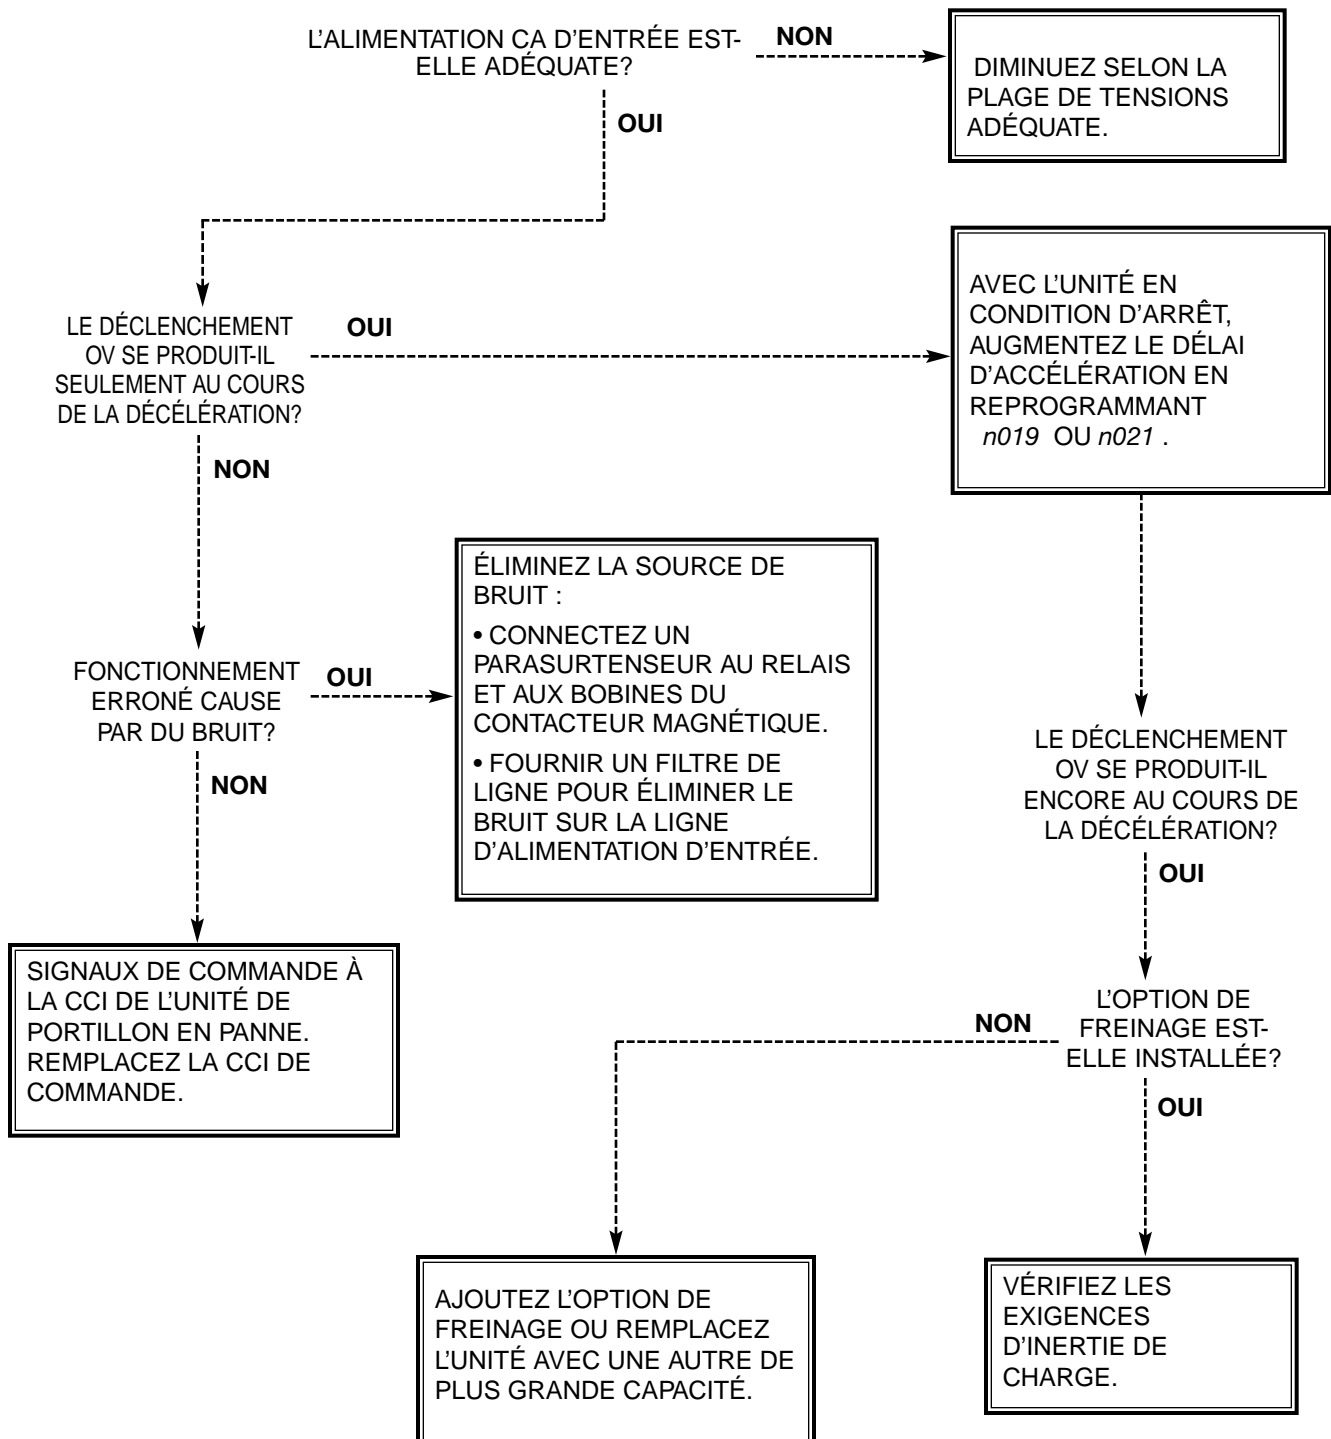 L'ALIMENTATION CA D'ENTRÉE EST-
ELLE ADÉQUATE?
NON
DIMINUEZ SELON LA
PLAGE DE TENSIONS
ADÉQUATE.
OUI
LE DÉCLENCHEMENT
OV SE PRODUIT-IL
SEULEMENT AU COURS
DE LA DÉCÉLÉRATION?
OUI
AVEC L'UNITÉ EN
CONDITION D'ARRÊT,
AUGMENTEZ LE DÉLAI
D'ACCÉLÉRATION EN
REPROGRAMMANT
n019 OU n021 .
NON
FONCTIONNEMENT
ERRONÉ CAUSE
PAR DU BRUIT?
OUI
ÉLIMINEZ LA SOURCE DE
BRUIT :
• CONNECTEZ UN
PARASURTENSEUR AU RELAIS
ET AUX BOBINES DU
CONTACTEUR MAGNÉTIQUE.
• FOURNIR UN FILTRE DE
LIGNE POUR ÉLIMINER LE
BRUIT SUR LA LIGNE
D'ALIMENTATION D'ENTRÉE.
NON
SIGNAUX DE COMMANDE À
LA CCI DE L'UNITÉ DE
PORTILLON EN PANNE.
REMPLACEZ LA CCI DE
COMMANDE.
LE DÉCLENCHEMENT
OV SE PRODUIT-IL
ENCORE AU COURS DE
LA DÉCÉLÉRATION?
OUI
L'OPTION DE
FREINAGE EST-
ELLE INSTALLÉE?
NON
OUI
AJOUTEZ L'OPTION DE
FREINAGE OU REMPLACEZ
L'UNITÉ AVEC UNE AUTRE DE
PLUS GRANDE CAPACITÉ.
VÉRIFIEZ LES
EXIGENCES
D'INERTIE DE
CHARGE.